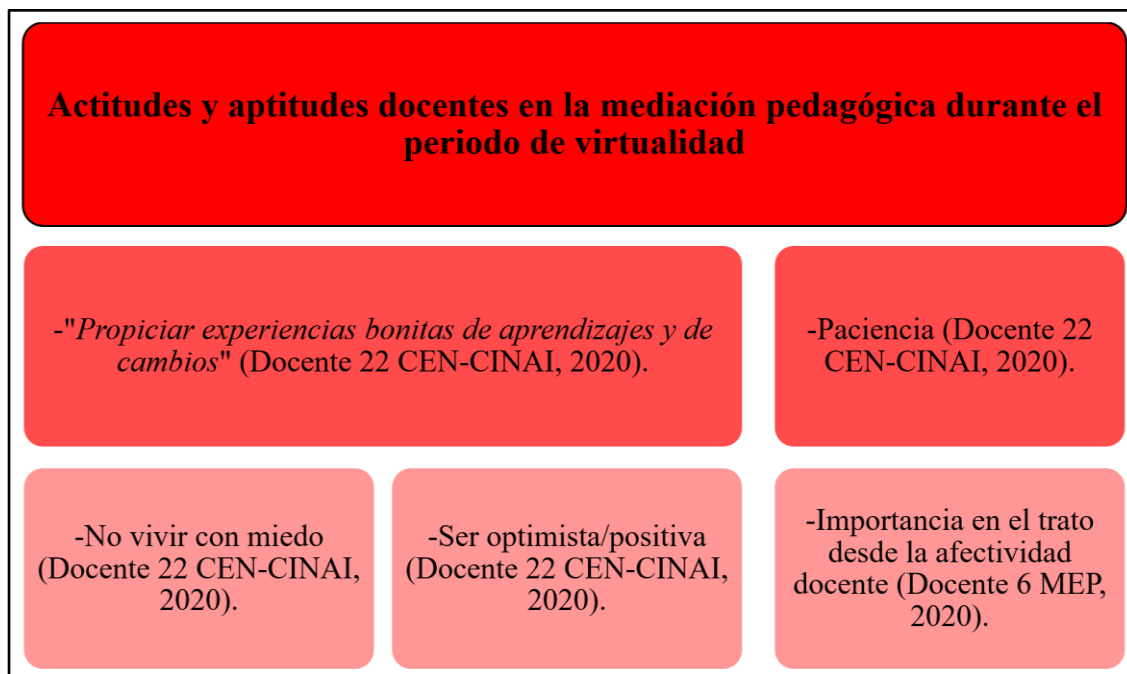 Actitudes y aptitudes docentes en la mediación pedagógica durante el
periodo de virtualidad
-"Propiciar experiencias bonitas de aprendizajes y de
cambios" (Docente 22 CEN-CINAI, 2020).
-Paciencia (Docente 22
CEN-CINAI, 2020).
-No vivir con miedo
(Docente 22 CEN-CINAI,
2020).
-Ser optimista/positiva
(Docente 22 CEN-CINAI,
2020).
-Importancia en el trato
desde la afectividad
docente (Docente 6 MEP,
2020).